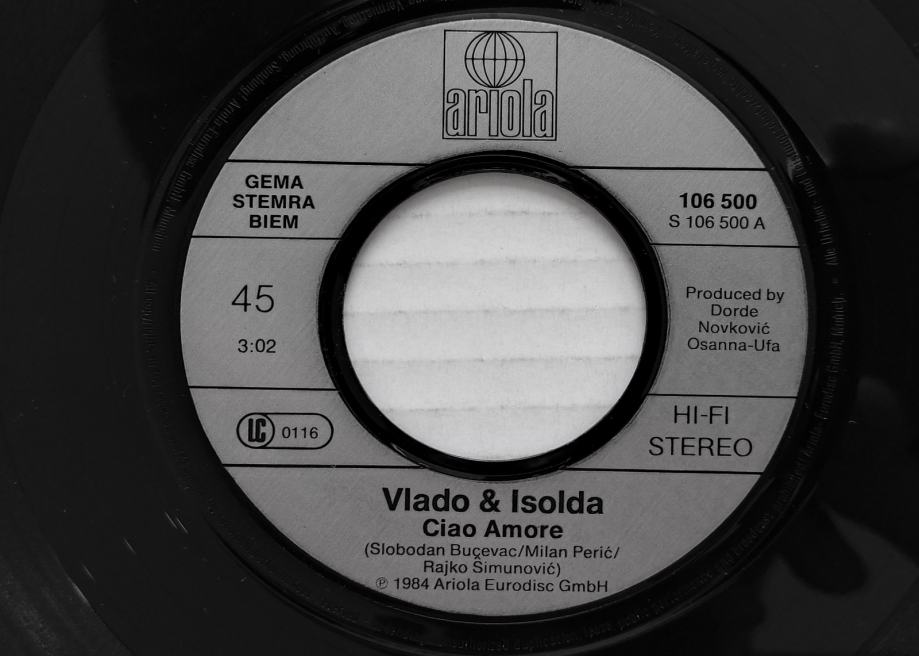 ariola
GEMA
STEMRA
BIEM
106 500
S 106 500 A
45
3:02
Produced by
Dorde
Novković
Osanna-Ufa
LC 0116
HI-FI
STEREO
Vlado & Isolda
Ciao Amore
(Slobodan Bučevac/Milan Perić/
Rajko Šimunović)
℗ 1984 Ariola Eurodisc GmbH